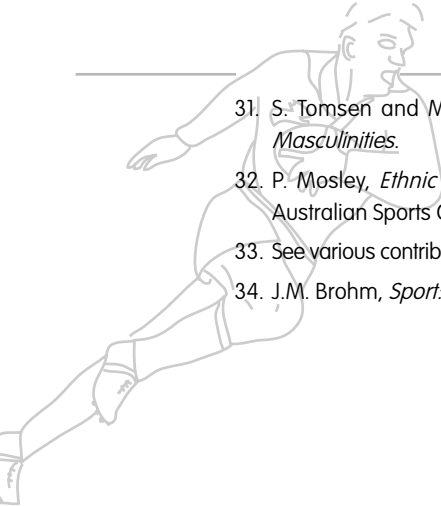 31. S. Tomsen and M
Masculinities.
32. P. Mosley, Ethnic
Australian Sports
33. See various contrib
34. J.M. Brohm, Sport